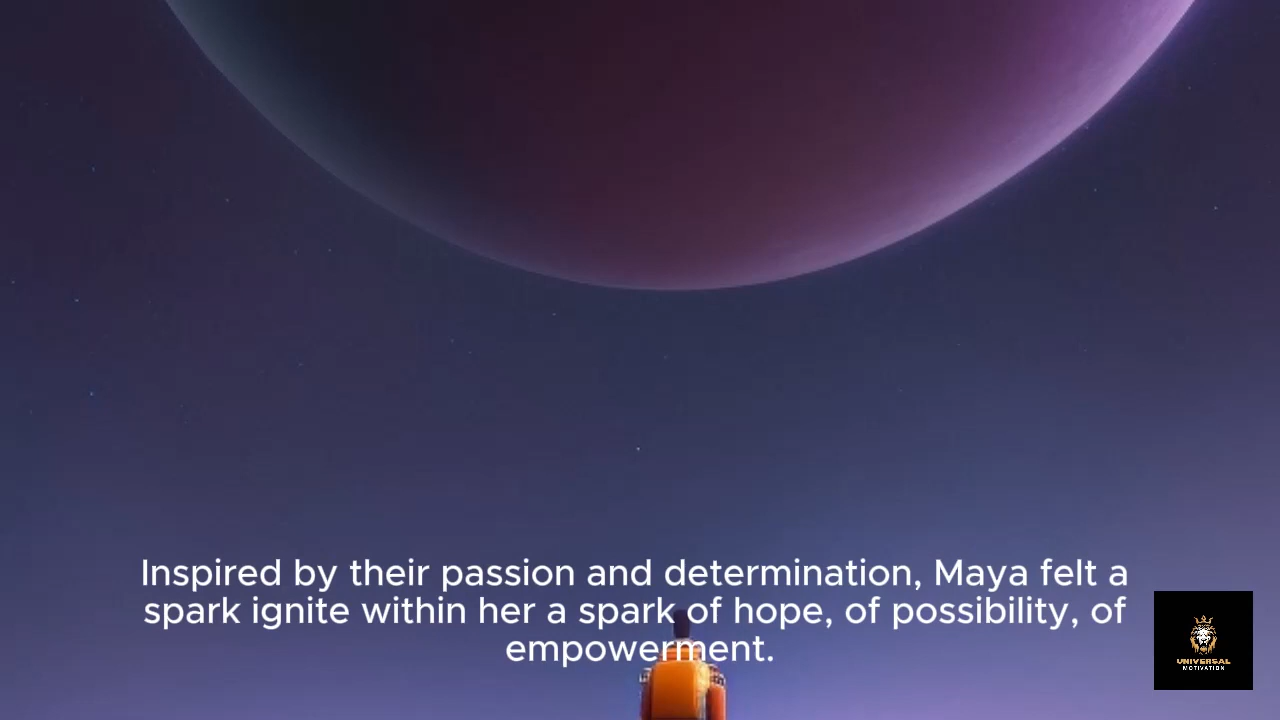 Inspired by their passion and determination, Maya felt a
spark ignite within her a spark of hope, of possibility, of
empowerment.
UNIVERSAL
MOTIVATION